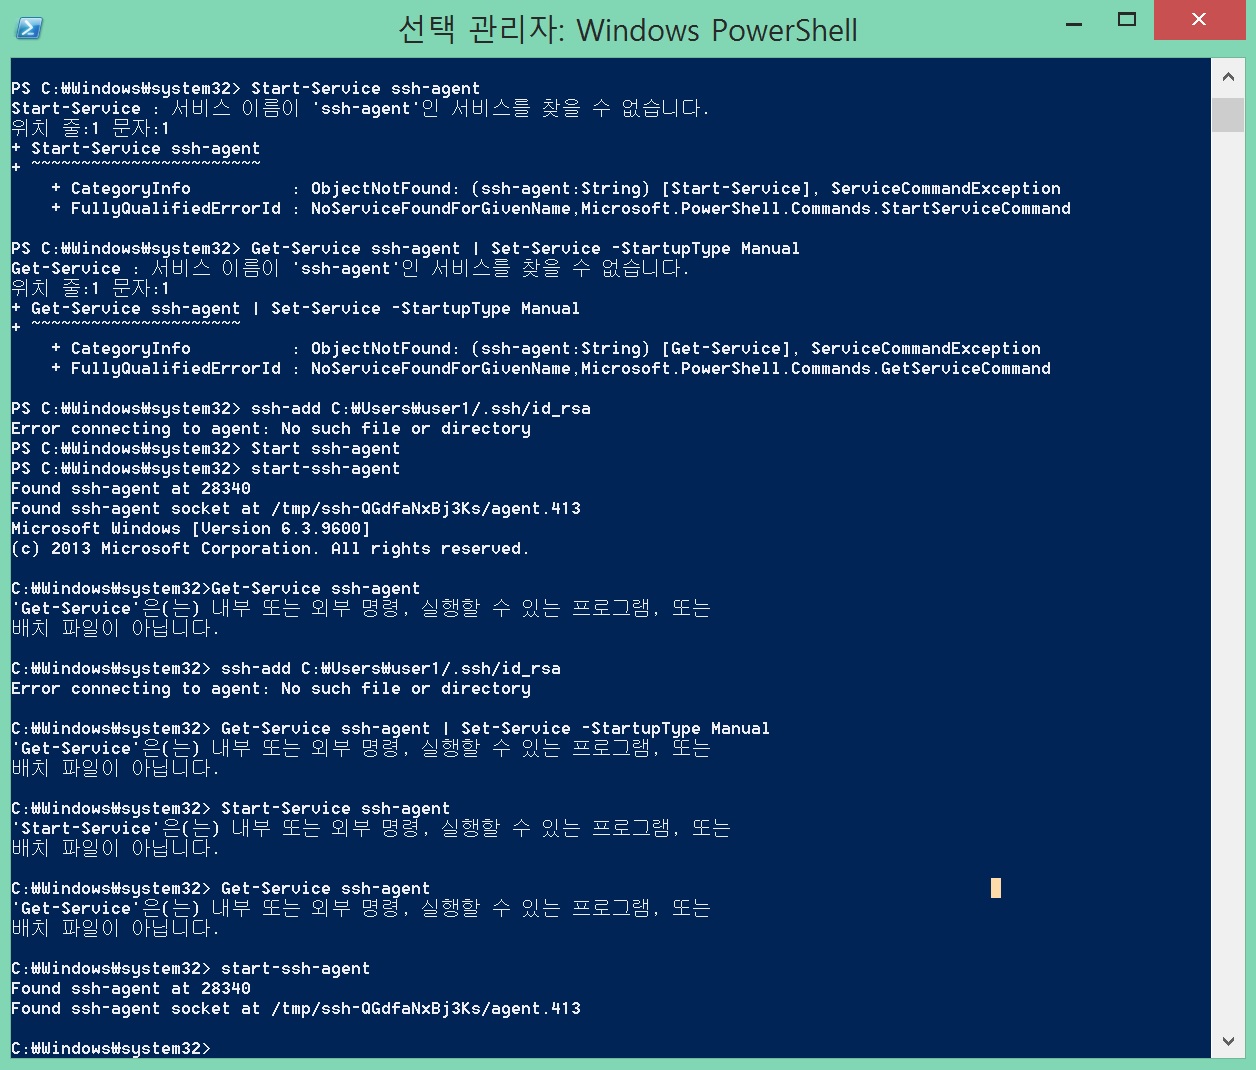 선택 관리자: Windows PowerShell
PS C:₩Windows₩system32> Start-Service ssh-agent
Start-Service : 서비스 이름이 'ssh-agent'인 서비스를 찾을 수 없습니다.
위치 줄:1 문자:1
+ Start-Service ssh-agent
+ ~~~~~~~~~~~~~~~~~~~~~~~
    + CategoryInfo          : ObjectNotFound: (ssh-agent:String) [Start-Service], ServiceCommandException
    + FullyQualifiedErrorId : NoServiceFoundForGivenName,Microsoft.PowerShell.Commands.StartServiceCommand
PS C:₩Windows₩system32> Get-Service ssh-agent | Set-Service -StartupType Manual
Get-Service : 서비스 이름이 'ssh-agent'인 서비스를 찾을 수 없습니다.
위치 줄:1 문자:1
+ Get-Service ssh-agent | Set-Service -StartupType Manual
+ ~~~~~~~~~~~~~~~~~~~~~
    + CategoryInfo          : ObjectNotFound: (ssh-agent:String) [Get-Service], ServiceCommandException
    + FullyQualifiedErrorId : NoServiceFoundForGivenName,Microsoft.PowerShell.Commands.GetServiceCommand
PS C:₩Windows₩system32> ssh-add C:₩Users₩user1/.ssh/id_rsa
Error connecting to agent: No such file or directory
PS C:₩Windows₩system32> Start ssh-agent
PS C:₩Windows₩system32> start-ssh-agent
Found ssh-agent at 28340
Found ssh-agent socket at /tmp/ssh-QGdfaNxBj3Ks/agent.413
Microsoft Windows [Version 6.3.9600]
(c) 2013 Microsoft Corporation. All rights reserved.
C:₩Windows₩system32>Get-Service ssh-agent
'Get-Service'은(는) 내부 또는 외부 명령, 실행할 수 있는 프로그램, 또는
배치 파일이 아닙니다.
C:₩Windows₩system32> ssh-add C:₩Users₩user1/.ssh/id_rsa
Error connecting to agent: No such file or directory
C:₩Windows₩system32> Get-Service ssh-agent | Set-Service -StartupType Manual
'Get-Service'은(는) 내부 또는 외부 명령, 실행할 수 있는 프로그램, 또는
배치 파일이 아닙니다.
C:₩Windows₩system32> Start-Service ssh-agent
'Start-Service'은(는) 내부 또는 외부 명령, 실행할 수 있는 프로그램, 또는
배치 파일이 아닙니다.
C:₩Windows₩system32> Get-Service ssh-agent
'Get-Service'은(는) 내부 또는 외부 명령, 실행할 수 있는 프로그램, 또는
배치 파일이 아닙니다.
C:₩Windows₩system32> start-ssh-agent
Found ssh-agent at 28340
Found ssh-agent socket at /tmp/ssh-QGdfaNxBj3Ks/agent.413
C:₩Windows₩system32>